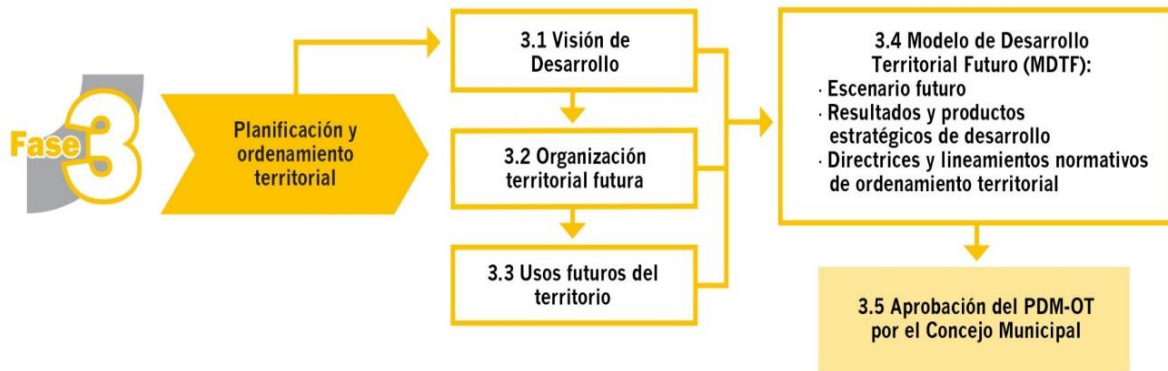 Fase 3
Planificación y
ordenamiento
territorial
3.1 Visión de
Desarrollo
3.2 Organización
territorial futura
3.3 Usos futuros del
territorio
3.4 Modelo de Desarrollo
Territorial Futuro (MDTF):
· Escenario futuro
· Resultados y productos
estratégicos de desarrollo
· Directrices y lineamientos normativos
de ordenamiento territorial
3.5 Aprobación del PDM-OT
por el Concejo Municipal